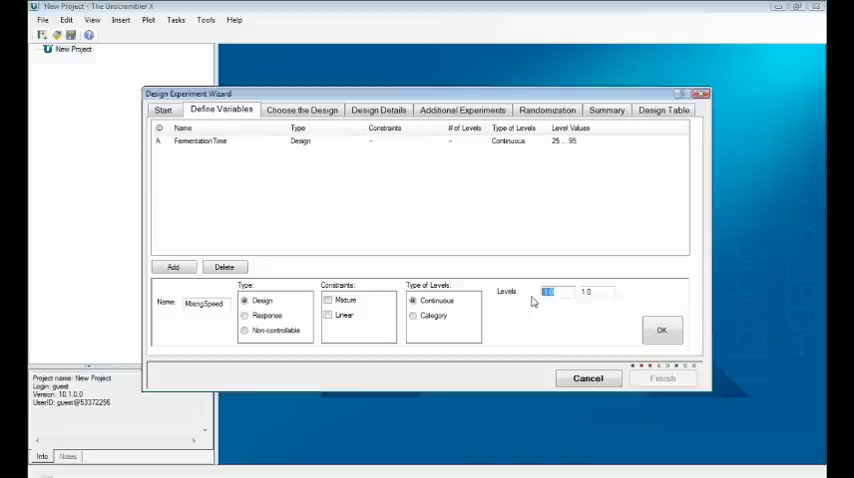 New Project - The Unscrambler X
File Edit View Insert Plot Tasks Tools Help
New Project
Design Experiment Wizard
Start Define Variables Choose the Design Design Details Additional Experiments Randomization Summary Design Table
ID Name Type Constraints # of Levels Type of Levels Level Values
A Fermentation Time Design -- - Continuous 25 ... 95
Add Delete
Name: MixingSpeed
Type:
Design
Response
Non-controllable
Constraints:
Mixture
Linear
Type of Levels:
Continuous
Category
Levels: 1.0
OK
Cancel Finish
Project name: New Project
Login: guest
Version: 10.1.0.0
UserID: guest@53372256
Info Notes